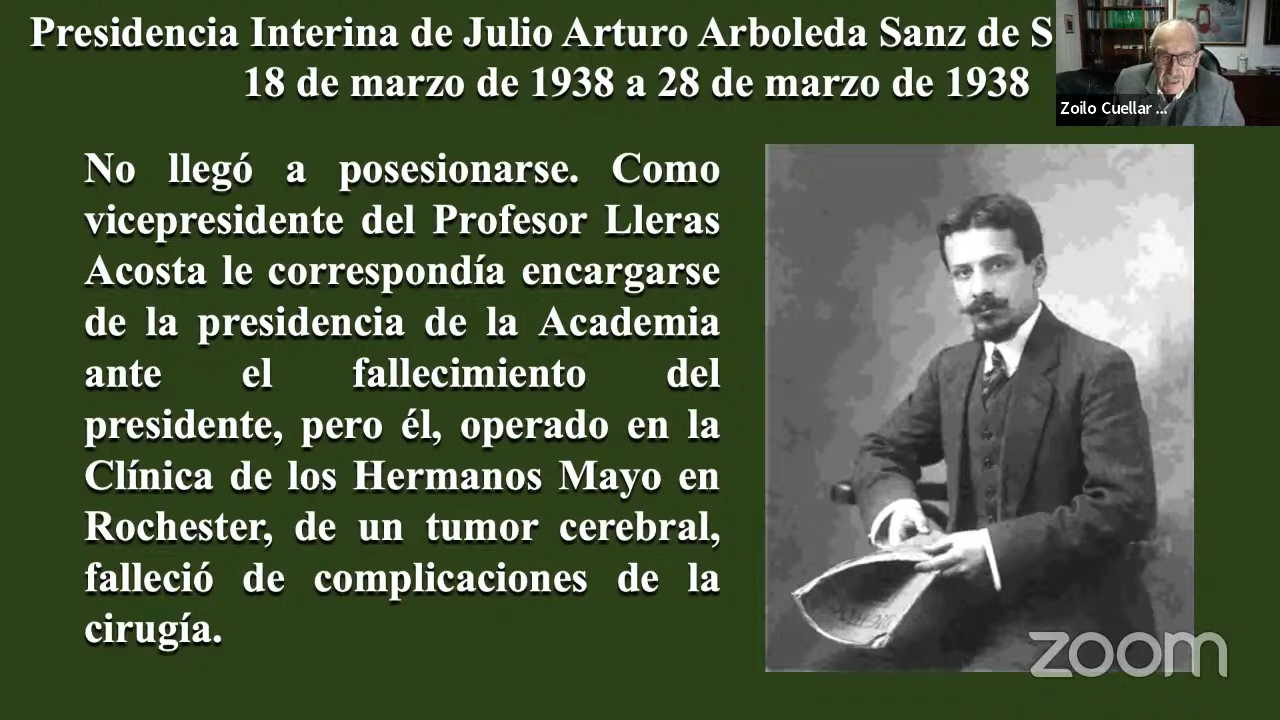 Presidencia Interina de Julio Arturo Arboleda Sanz de S
18 de marzo de 1938 a 28 de marzo de 1938
Zoilo Cuellar ...
No llegó a posesionarse. Como
vicepresidente del Profesor Lleras
Acosta le correspondía encargarse
de la presidencia de la Academia
ante el fallecimiento del
presidente, pero él, operado en la
Clínica de los Hermanos Mayo en
Rochester, de un tumor cerebral,
falleció de complicaciones de la
cirugía.
zoom